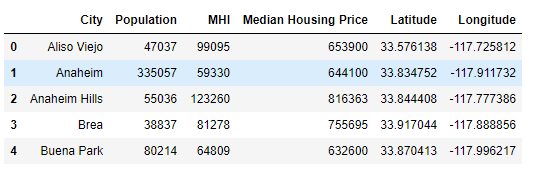 City Population MHI Median Housing Price Latitude Longitude
0 Aliso Viejo 47037 99095 653900 33.576138 -117.725812
1 Anaheim 335057 59330 644100 33.834752 -117.911732
2 Anaheim Hills 55036 123260 816363 33.844408 -117.777386
3 Brea 38837 81278 755695 33.917044 -117.888856
4 Buena Park 80214 64809 632600 33.870413 -117.996217